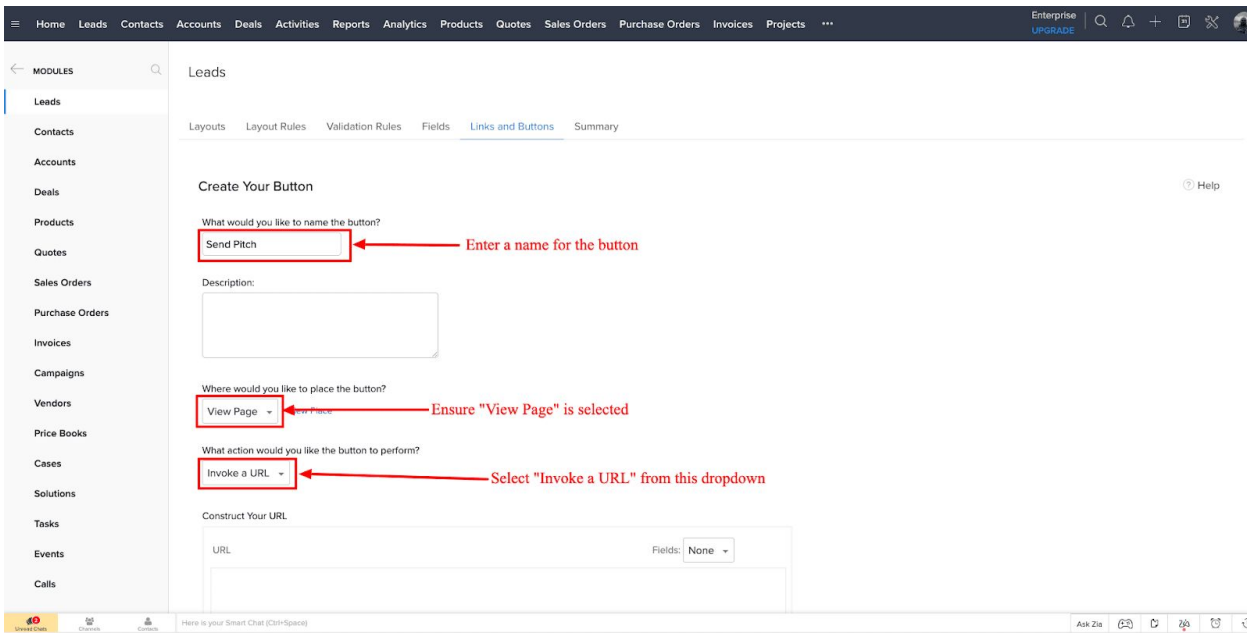 Home Leads Contacts Accounts Deals Activities Reports Analytics Products Quotes Sales Orders Purchase Orders Invoices Projects ••• Enterprise
UPGRADE
MODULES
Leads
Contacts
Accounts
Deals
Products
Quotes
Sales Orders
Purchase Orders
Invoices
Campaigns
Vendors
Price Books
Cases
Solutions
Tasks
Events
Calls
Leads
Layouts Layout Rules Validation Rules Fields Links and Buttons Summary
Create Your Button
? Help
What would you like to name the button?
Send Pitch
Enter a name for the button
Description:
Where would you like to place the button?
View Page
Ensure "View Page" is selected
What action would you like the button to perform?
Invoke a URL
Select "Invoke a URL" from this dropdown
Construct Your URL
URL Fields: None
2
Unread Chats Channels Contacts Here is your Smart Chat (Ctrl+Space) Ask Zia